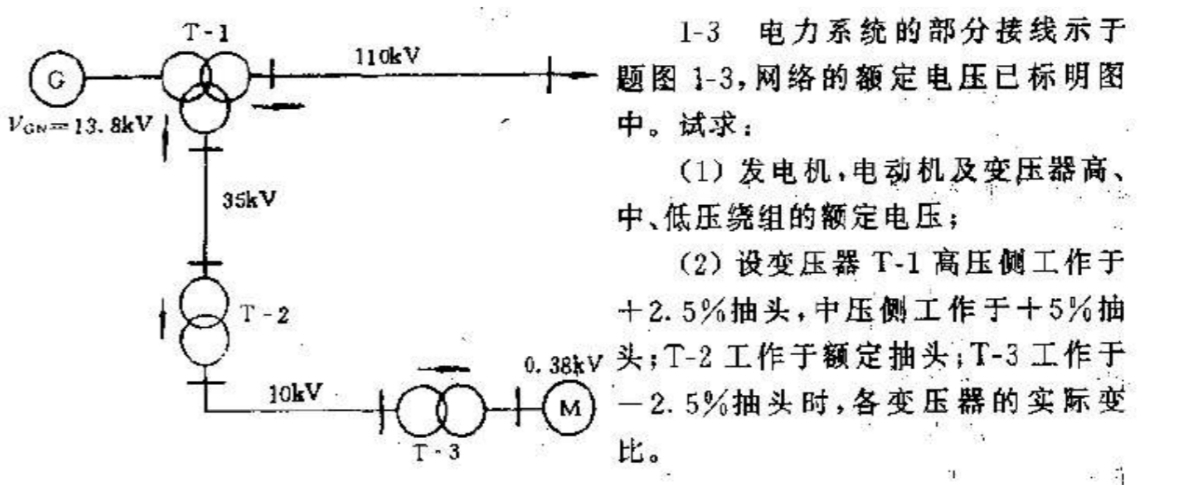 T-1
110kV
G
V_GN=13.8kV
35kV
T-2
0.38kV
10kV
M
T-3
1-3 电力系统的部分接线示于
题图 1-3,网络的额定电压已标明图
中。试求:
(1) 发电机,电动机及变压器高、
中、低压绕组的额定电压;
(2) 设变压器 T-1 高压侧工作于
+2.5%抽头,中压侧工作于+5%抽
头;T-2 工作于额定抽头;T-3 工作于
-2.5%抽头时,各变压器的实际变
比。